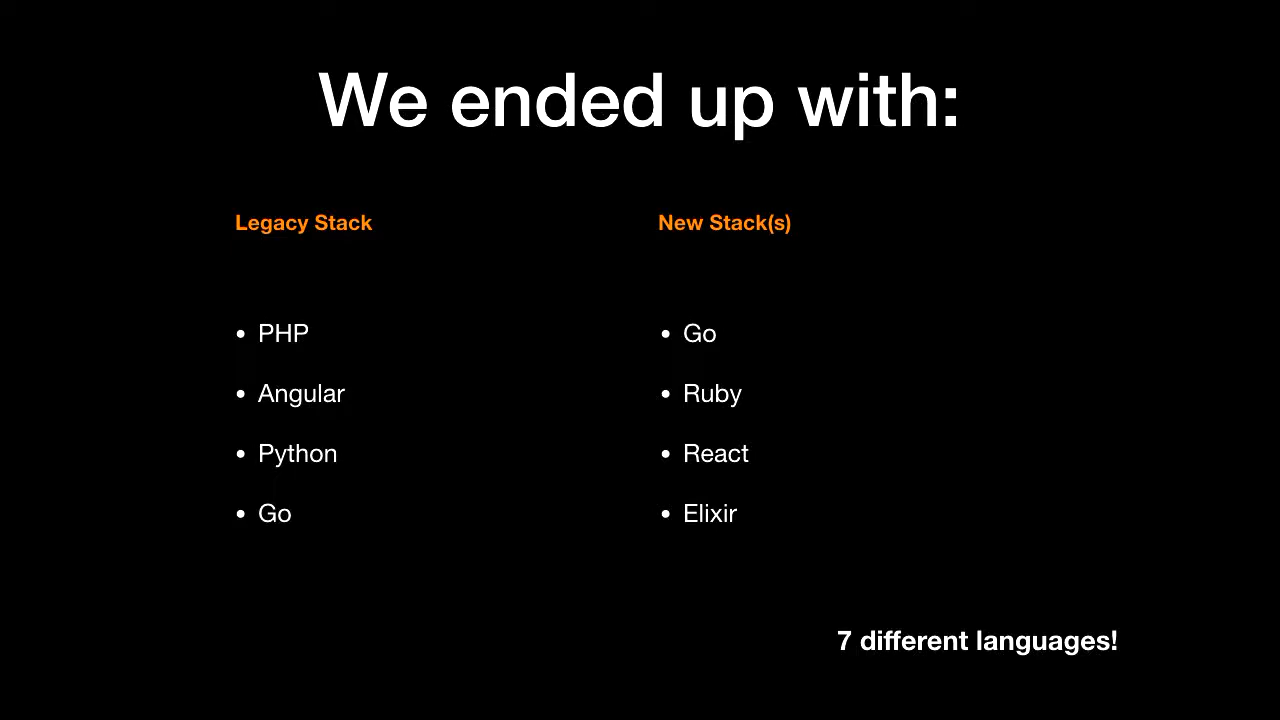 We ended up with:
Legacy Stack
• PHP
• Angular
• Python
• Go
New Stack(s)
• Go
• Ruby
• React
• Elixir
7 different languages!